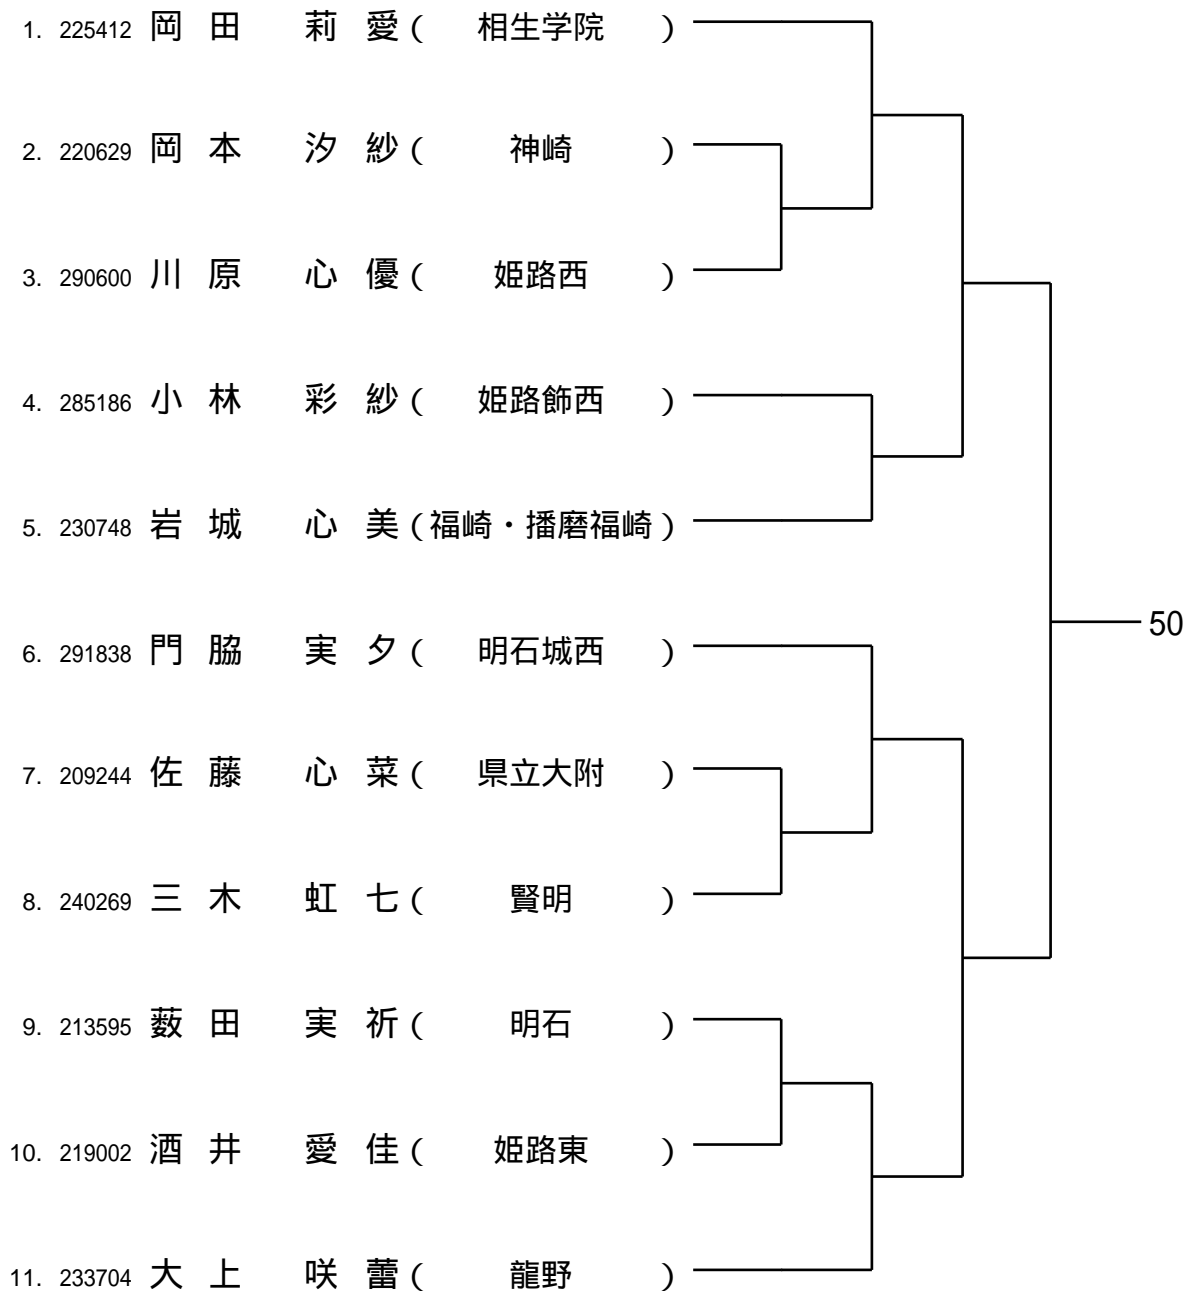 1. 225412 岡 田 莉 愛 ( 相生学院 )
2. 220629 岡 本 汐 紗 ( 神崎 )
3. 290600 川 原 心 優 ( 姫路西 )
4. 285186 小 林 彩 紗 ( 姫路飾西 )
5. 230748 岩 城 心 美 ( 福崎・播磨福崎 )
50
6. 291838 門 脇 実 夕 ( 明石城西 )
7. 209244 佐 藤 心 菜 ( 県立大附 )
8. 240269 三 木 虹 七 ( 賢明 )
9. 213595 薮 田 実 祈 ( 明石 )
10. 219002 酒 井 愛 佳 ( 姫路東 )
11. 233704 大 上 咲 蕾 ( 龍野 )